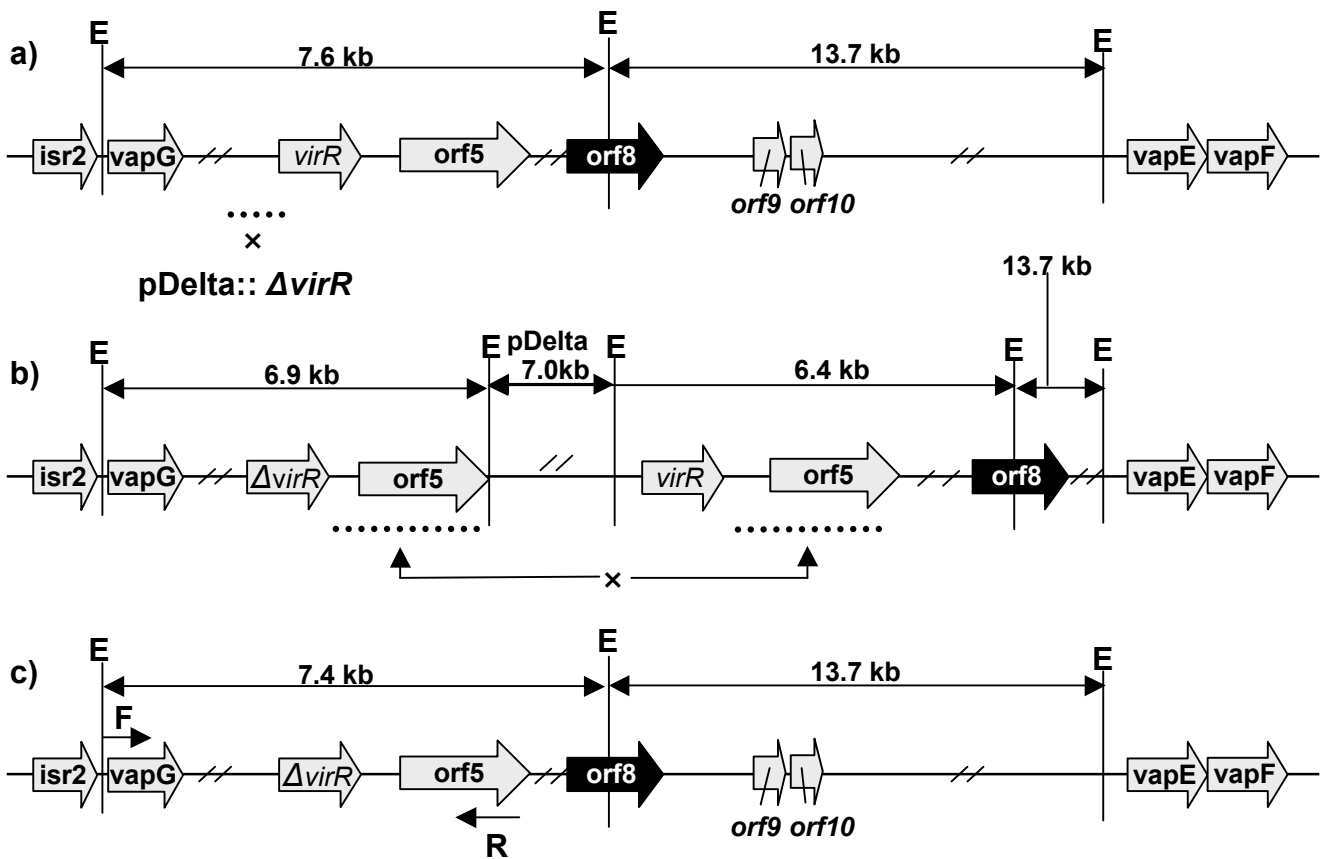 a)
E
7.6 kb
E
13.7 kb
E
isr2
vapG
virR
orf5
orf8
orf9
orf10
vapE
vapF
×
pDelta:: ΔvirR
13.7 kb
b)
E
6.9 kb
E
pDelta
7.0kb
E
6.4 kb
E
E
isr2
vapG
ΔvirR
orf5
virR
orf5
orf8
vapE
vapF
×
c)
E
7.4 kb
E
13.7 kb
E
F
isr2
vapG
ΔvirR
orf5
orf8
orf9
orf10
vapE
vapF
R